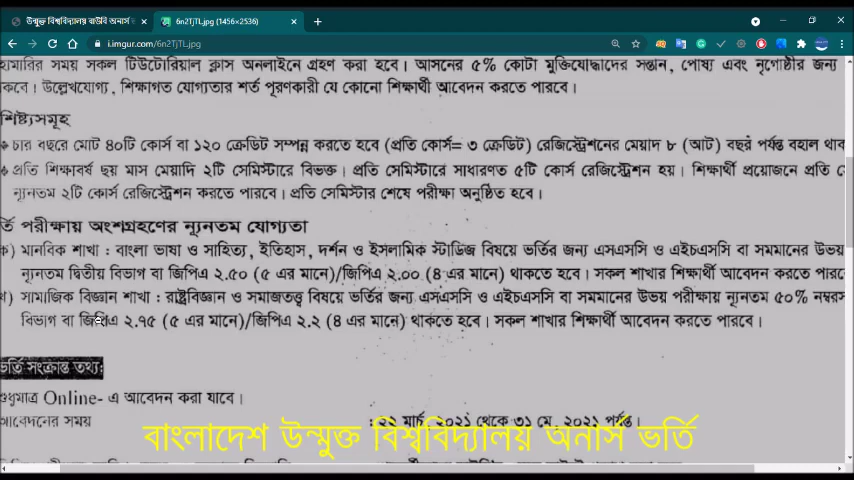 উন্মুক্ত বিশ্ববিদ্যালয় বাউবি অনার্স
6n2TjTL.jpg (1456×2536)
i.imgur.com/6n2TjTL.jpg
হামারির সময় সকল টিউটোরিয়াল ক্লাস অনলাইনে গ্রহণ করা হবে। আসনের ৫% কোটা মুক্তিযোদ্ধাদের সন্তান, পোষ্য এবং নৃগোষ্ঠীর জন্য
কবে। উল্লেখযোগ্য, শিক্ষাগত যোগ্যতার শর্ত পূরণকারী যে কোনো শিক্ষার্থী আবেদন করতে পারবে।
শিষ্ট্যসমূহ
চার বছরে মোট ৪০টি কোর্স বা ১২০ ক্রেডিট সম্পন্ন করতে হবে (প্রতি কোর্স= ৩ ক্রেডিট) রেজিস্ট্রেশনের মেয়াদ ৮ (আট) বছর পর্যন্ত বহাল থাব
প্রতি শিক্ষাবর্ষ ছয় মাস মেয়াদি ২টি সেমিস্টারে বিভক্ত। প্রতি সেমিস্টারে সাধারণত ৫টি কোর্স রেজিস্ট্রেশন হয়। শিক্ষার্থী প্রয়োজনে প্রতি
ন্যূনতম ২টি কোর্স রেজিস্ট্রেশন করতে পারবে। প্রতি সেমিস্টার শেষে পরীক্ষা অনুষ্ঠিত হবে।
র্তি পরীক্ষায় অংশগ্রহণের ন্যূনতম যোগ্যতা
ক) মানবিক শাখা : বাংলা ভাষা ও সাহিত্য, ইতিহাস, দর্শন ও ইসলামিক স্টাডিজ বিষয়ে ভর্তির জন্য এসএসসি ও এইচএসসি বা সমমানের উভয়
ন্যূনতম দ্বিতীয় বিভাগ বা জিপিএ ২.৫০ (৫ এর মানে)/জিপিএ ২.০০ (৪ এর মানে) থাকতে হবে। সকল শাখার শিক্ষার্থী আবেদন করতে পারবে
খ) সামাজিক বিজ্ঞান শাখা : রাষ্ট্রবিজ্ঞান ও সমাজতত্ত্ব বিষয়ে ভর্তির জন্য এসএসসি ও এইচএসসি বা সমমানের উভয় পরীক্ষায় ন্যূনতম ৫০% নম্বরস
বিভাগ বা জিপিএ ২.৭৫ (৫ এর মানে)/জিপিএ ২.২ (৪ এর মানে) থাকতে হবে। সকল শাখার শিক্ষার্থী আবেদন করতে পারবে।
ভর্তি সংক্রান্ত তথ্য:
শুধুমাত্র Online- এ আবেদন করা যাবে।
আবেদনের সময় : ২২ মার্চ, ২০২১ থেকে ৩১ মে, ২০২১ পর্যন্ত।
বাংলাদেশ উন্মুক্ত বিশ্ববিদ্যালয় অনার্স ভর্তি